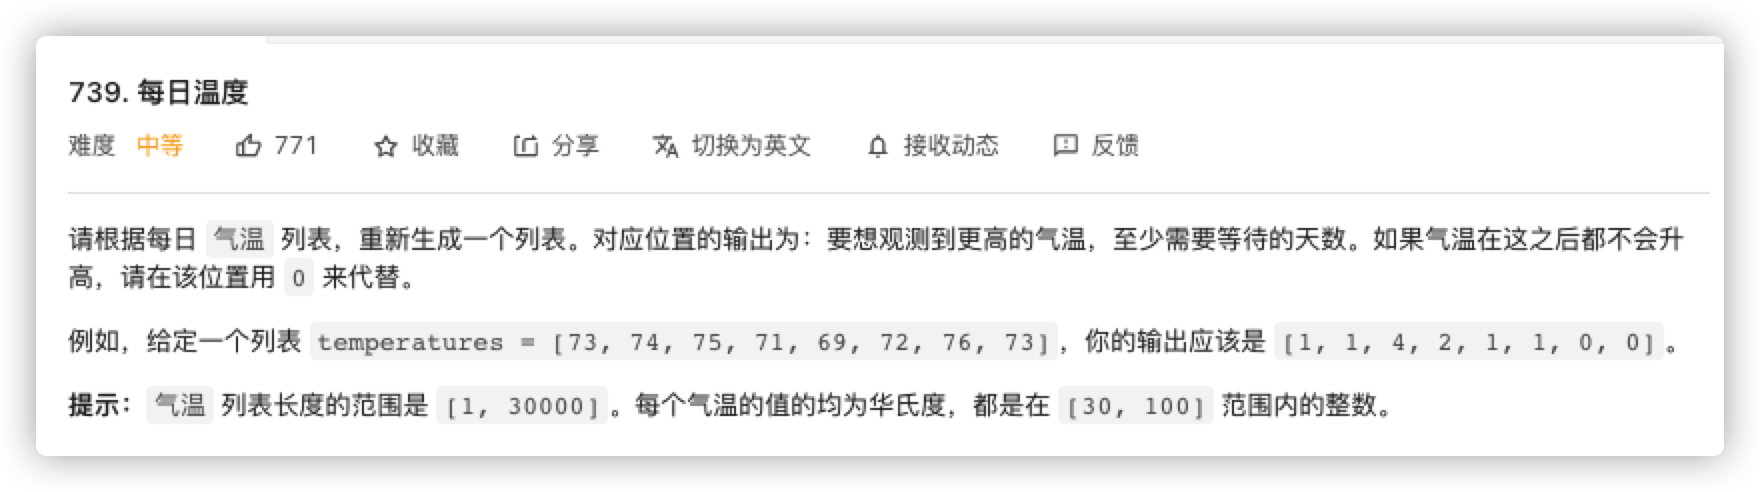 739. 每日温度
难度 中等 771 收藏 分享 切换为英文 接收动态 反馈
请根据每日 气温 列表，重新生成一个列表。对应位置的输出为：要想观测到更高的气温，至少需要等待的天数。如果气温在这之后都不会升
高，请在该位置用 0 来代替。
例如，给定一个列表 temperatures = [73, 74, 75, 71, 69, 72, 76, 73]，你的输出应该是 [1, 1, 4, 2, 1, 1, 0, 0]。
提示：气温 列表长度的范围是 [1, 30000]。每个气温的值的均为华氏度，都是在 [30, 100] 范围内的整数。